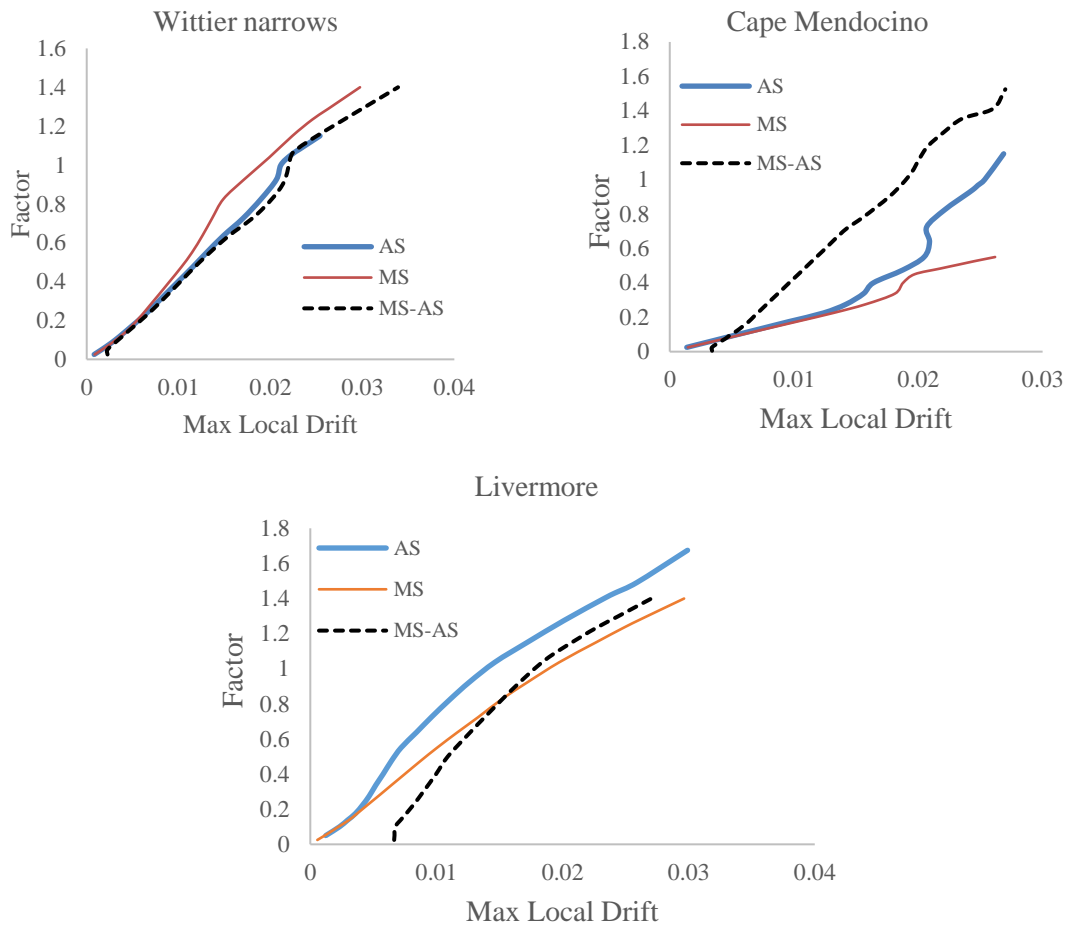 Wittier narrows
1.6
1.4
1.2
1
0.8
0.6
0.4
0.2
0
Factor
AS
MS
MS-AS
0 0.01 0.02 0.03 0.04
Max Local Drift
Cape Mendocino
1.8
1.6
1.4
1.2
1
0.8
0.6
0.4
0.2
0
Factor
AS
MS
MS-AS
0 0.01 0.02 0.03
Max Local Drift
Livermore
1.8
1.6
1.4
1.2
1
0.8
0.6
0.4
0.2
0
Factor
AS
MS
MS-AS
0 0.01 0.02 0.03 0.04
Max Local Drift